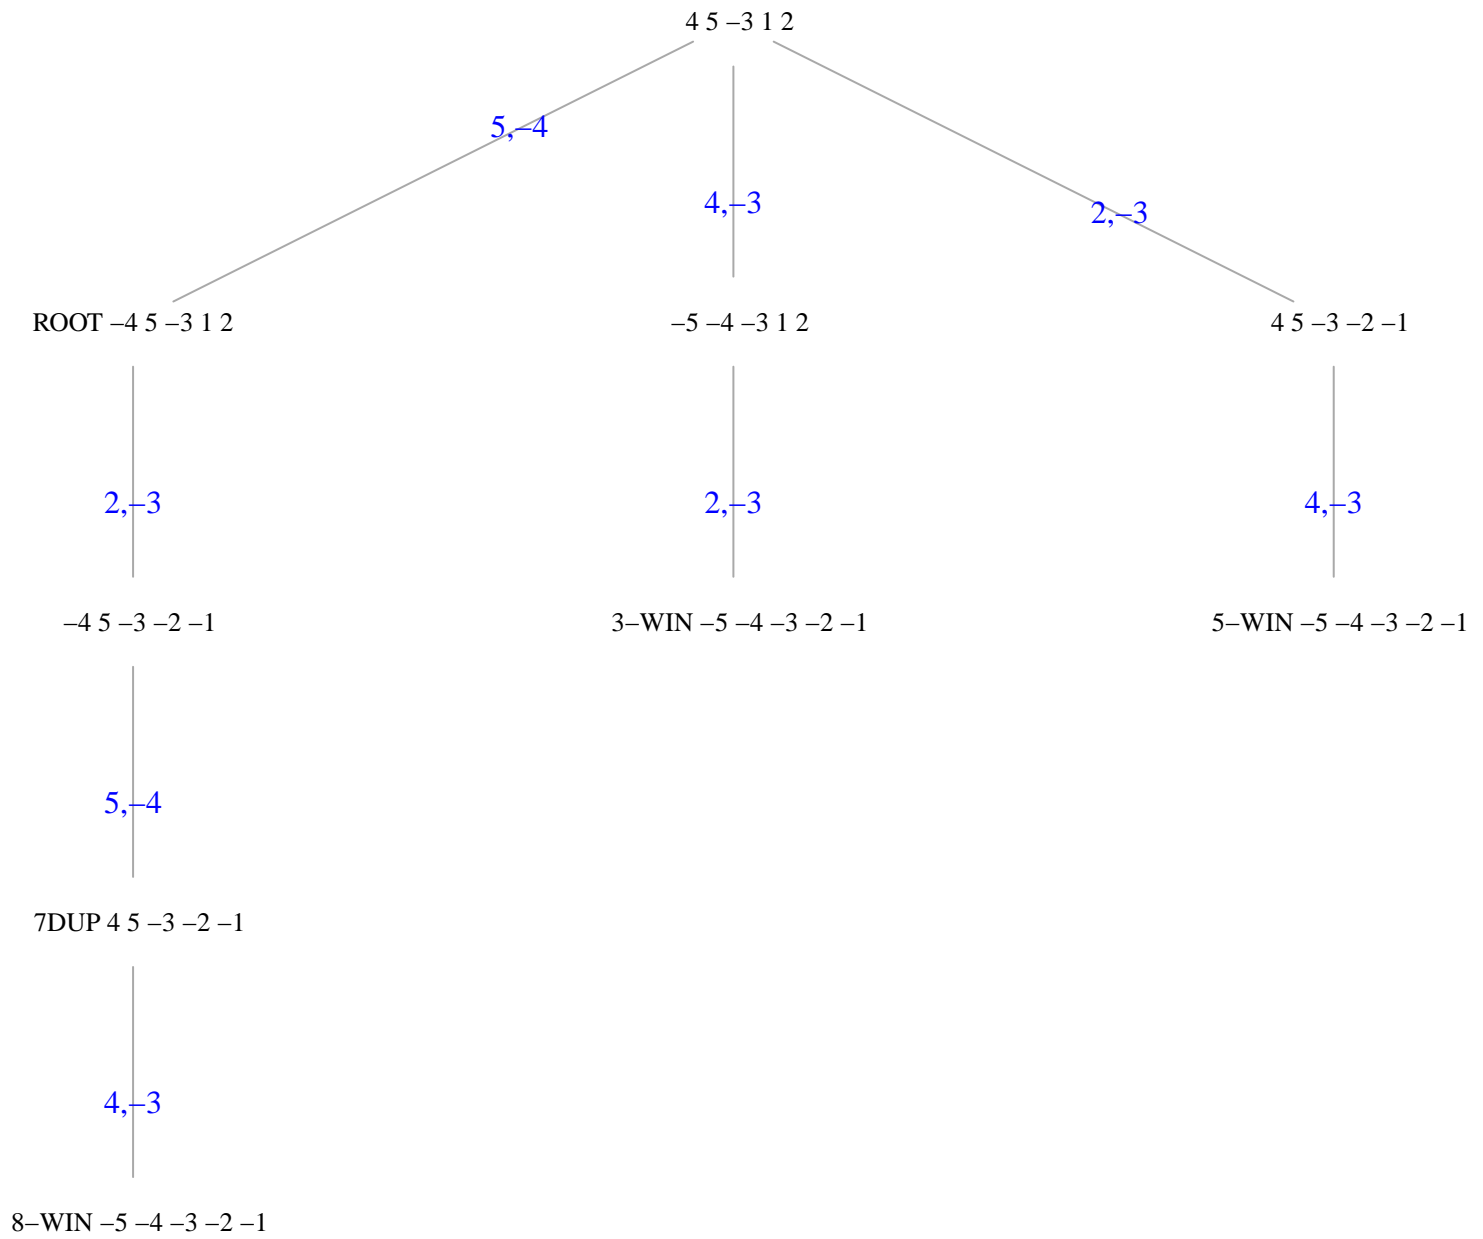 4 5 –3 1 2
5,–4
4,–3
2,–3
ROOT –4 5 –3 1 2
–5 –4 –3 1 2
4 5 –3 –2 –1
2,–3
2,–3
4,–3
–4 5 –3 –2 –1
3–WIN –5 –4 –3 –2 –1
5–WIN –5 –4 –3 –2 –1
5,–4
7DUP 4 5 –3 –2 –1
4,–3
8–WIN –5 –4 –3 –2 –1